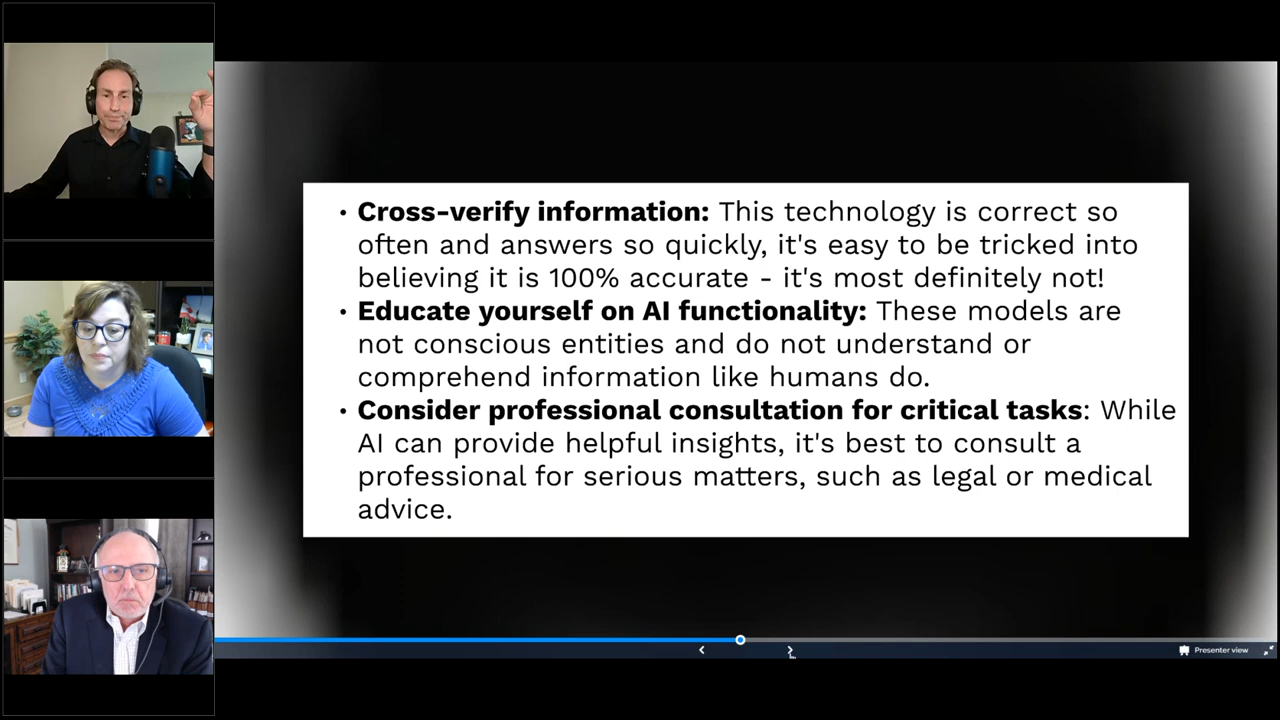 • Cross-verify information: This technology is correct so
often and answers so quickly, it's easy to be tricked into
believing it is 100% accurate - it's most definitely not!
• Educate yourself on AI functionality: These models are
not conscious entities and do not understand or
comprehend information like humans do.
• Consider professional consultation for critical tasks: While
AI can provide helpful insights, it's best to consult a
professional for serious matters, such as legal or medical
advice.
Presenter view